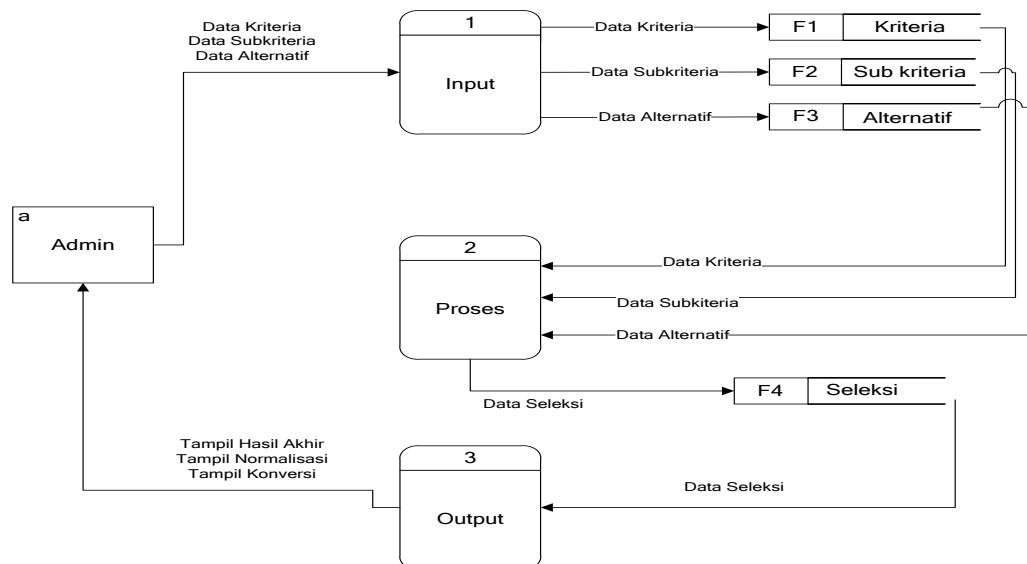 Data Kriteria
Data Subkriteria
Data Alternatif
1
Input
Data Kriteria
F1
Kriteria
Data Subkriteria
F2
Sub kriteria
Data Alternatif
F3
Alternatif
a
Admin
2
Proses
Data Kriteria
Data Subkiteria
Data Alternatif
Data Seleksi
F4
Seleksi
Tampil Hasil Akhir
Tampil Normalisasi
Tampil Konversi
3
Output
Data Seleksi